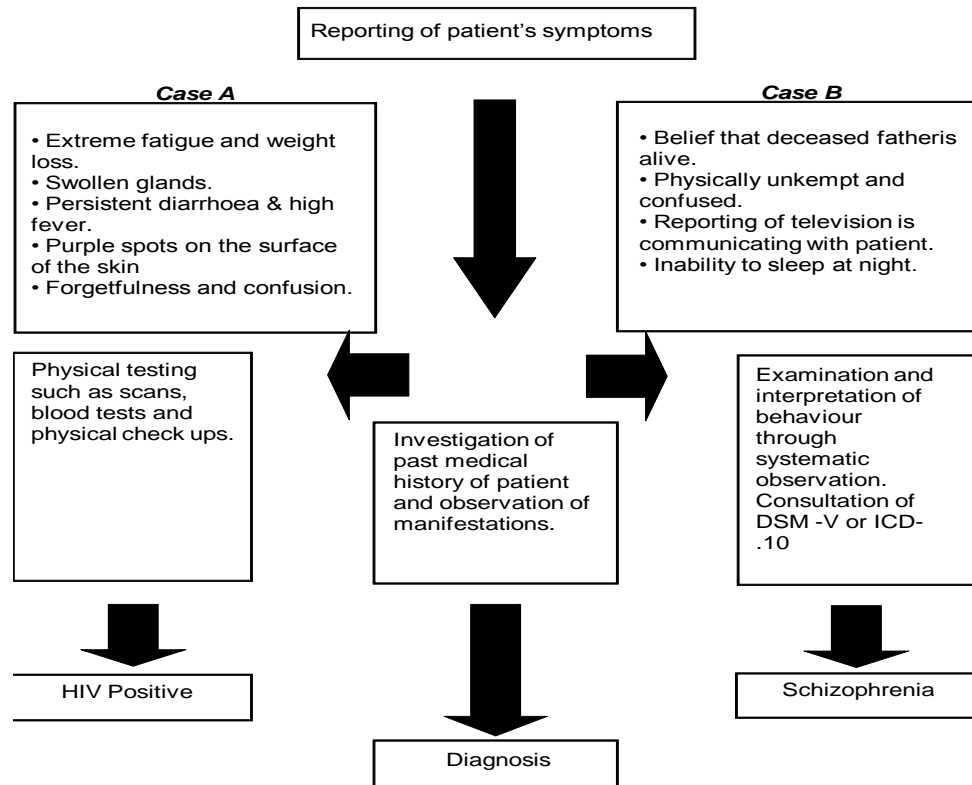 Reporting of patient's symptoms
Case A
• Extreme fatigue and weight
loss.
• Swollen glands.
• Persistent diarrhoea & high
fever.
• Purple spots on the surface
of the skin
• Forgetfulness and confusion.
Case B
• Belief that deceased fatheris
alive.
• Physically unkempt and
confused.
• Reporting of television is
communicating with patient.
• Inability to sleep at night.
Physical testing
such as scans,
blood tests and
physical check ups.
Investigation of
past medical
history of patient
and observation of
manifestations.
Examination and
interpretation of
behaviour
through
systematic
observation.
Consultation of
DSM -V or ICD-
.10
HIV Positive
Diagnosis
Schizophrenia